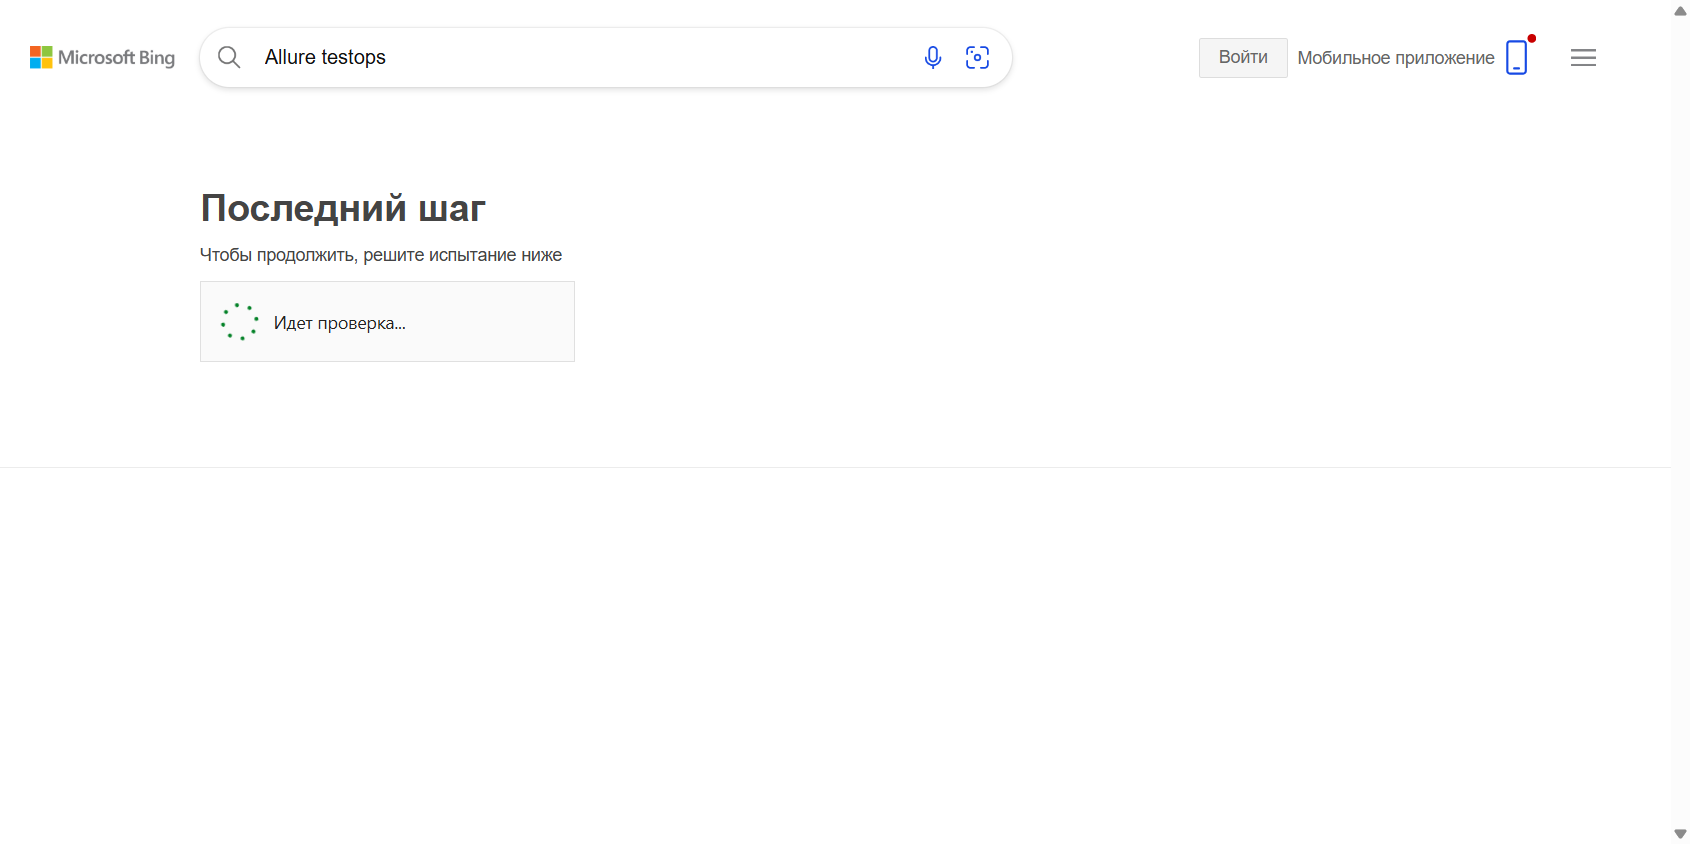 Microsoft Bing
Allure testops
Войти
Мобильное приложение
Последний шаг
Чтобы продолжить, решите испытание ниже
Идет проверка...